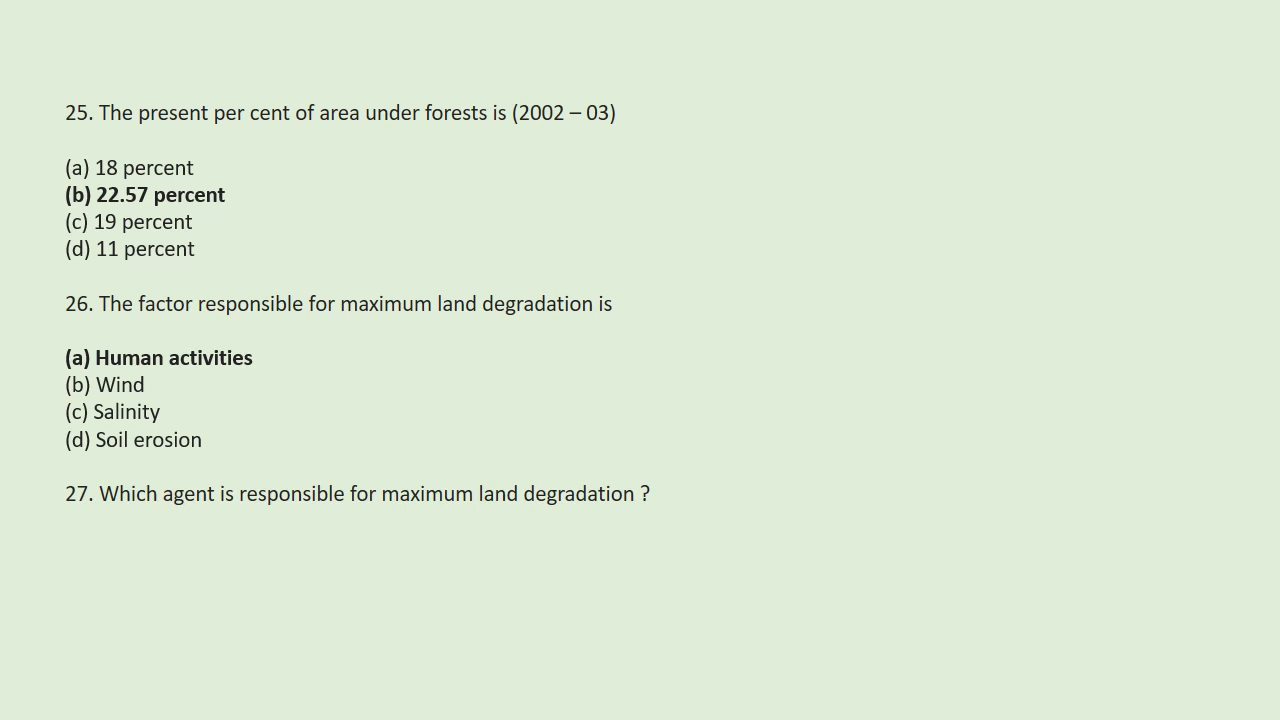 25. The present per cent of area under forests is (2002 – 03)
(a) 18 percent
(b) 22.57 percent
(c) 19 percent
(d) 11 percent
26. The factor responsible for maximum land degradation is
(a) Human activities
(b) Wind
(c) Salinity
(d) Soil erosion
27. Which agent is responsible for maximum land degradation ?